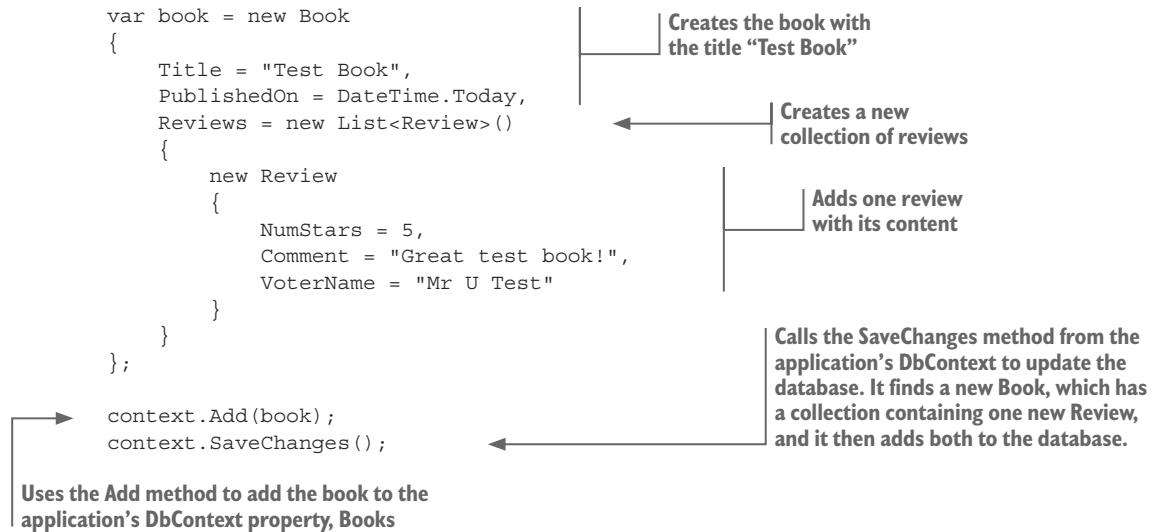 var book = new Book
{
Title = "Test Book",
PublishedOn = DateTime.Today,
Reviews = new List<Review>()
{
new Review
{
NumStars = 5,
Comment = "Great test book!",
VoterName = "Mr U Test"
}
}
};
context.Add(book);
context.SaveChanges();
Creates the book with
the title “Test Book”
Creates a new
collection of reviews
Adds one review
with its content
Calls the SaveChanges method from the
application’s DbContext to update the
database. It finds a new Book, which has
a collection containing one new Review,
and it then adds both to the database.
Uses the Add method to add the book to the
application’s DbContext property, Books